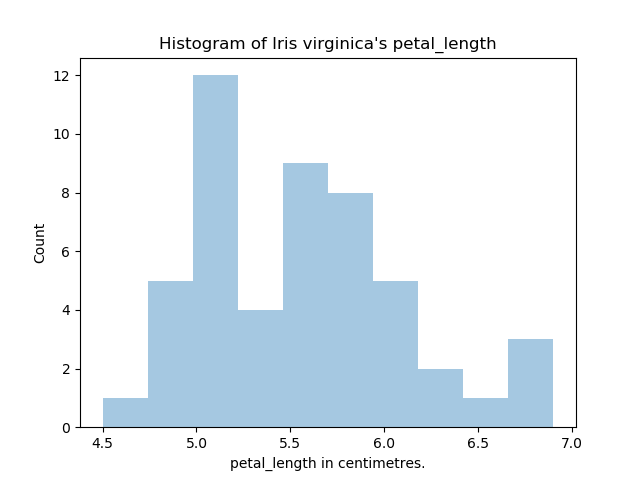 Histogram of Iris virginica's petal_length
12
10
8
6
4
2
0
Count
4.5 5.0 5.5 6.0 6.5 7.0
petal_length in centimetres.